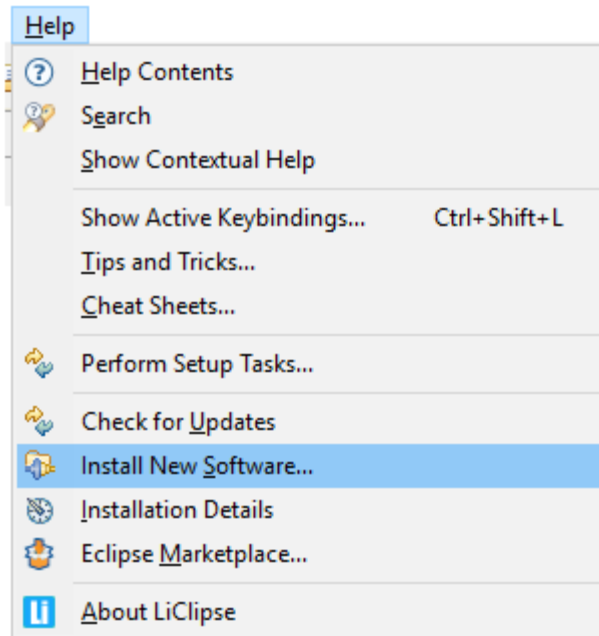 Help
Help Contents
Search
Show Contextual Help
Show Active Keybindings... Ctrl+Shift+L
Tips and Tricks...
Cheat Sheets...
Perform Setup Tasks...
Check for Updates
Install New Software...
Installation Details
Eclipse Marketplace...
Li About LiClipse